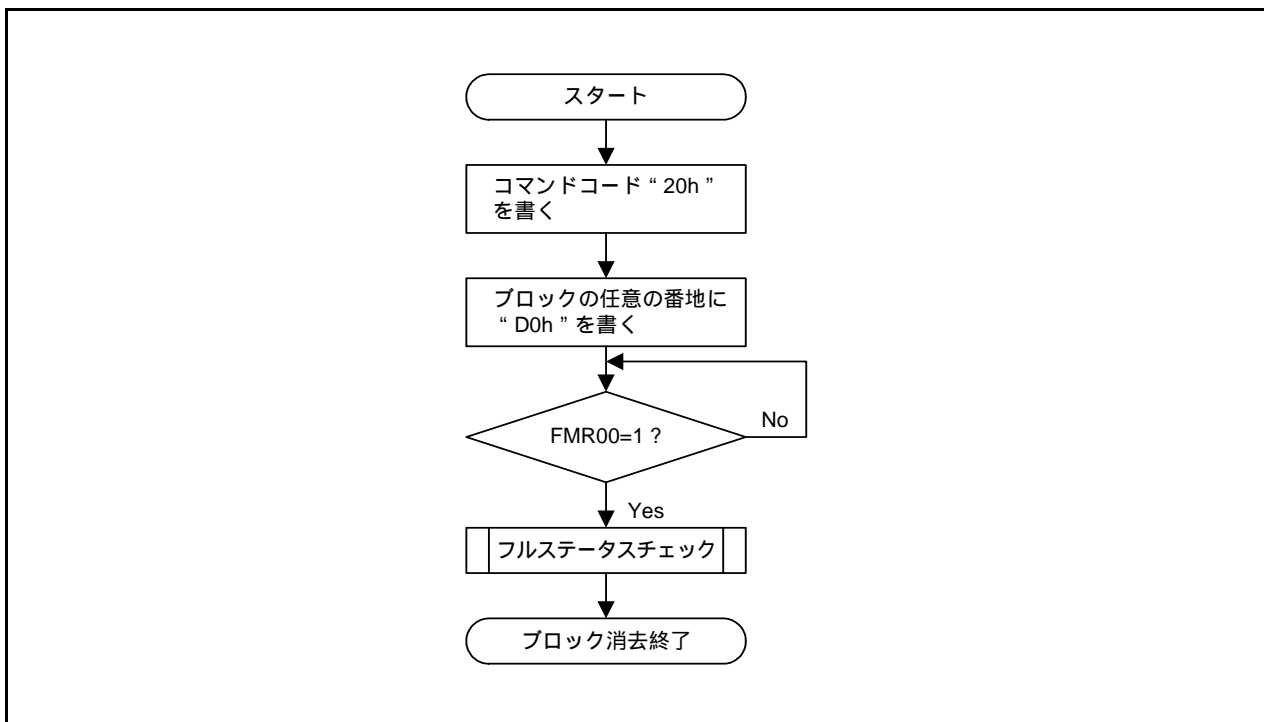 スタート
コマンドコード“ 20h ”
を書く
ブロックの任意の番地に
“ D0h ” を書く
FMR00=1 ?
No
Yes
フルステータスチェック
ブロック消去終了